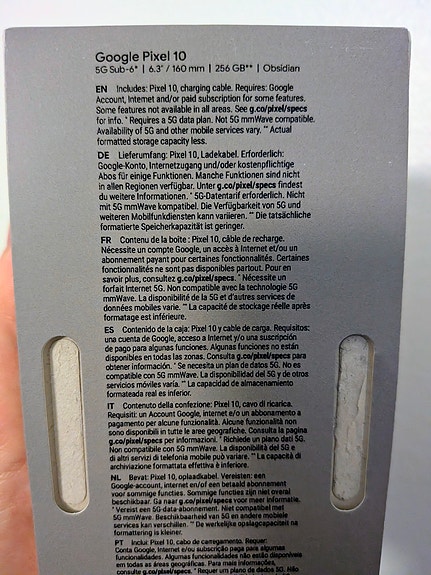 Google Pixel 10
5G Sub-6* | 6.3" / 160 mm | 256 GB** | Obsidian
EN Includes: Pixel 10, charging cable. Requires: Google
Account, Internet and/or paid subscription for some features.
Some features not available in all areas. See g.co/pixel/specs
for info. * Requires a 5G data plan. Not 5G mmWave compatible.
Availability of 5G and other mobile services vary. ** Actual
formatted storage capacity less.
DE Lieferumfang: Pixel 10, Ladekabel. Erforderlich:
Google-Konto, Internetzugang und/oder kostenpflichtige
Abos für einige Funktionen. Manche Funktionen sind nicht
in allen Regionen verfügbar. Unter g.co/pixel/specs findest
du weitere Informationen. * 5G-Datentarif erforderlich. Nicht
mit 5G mmWave kompatibel. Die Verfügbarkeit von 5G und
weiteren Mobilfunkdiensten kann variieren. ** Die tatsächliche
formatierte Speicherkapazität ist geringer.
FR Contenu de la boîte : Pixel 10, câble de recharge.
Nécessite un compte Google, un accès à Internet et/ou un
abonnement payant pour certaines fonctionnalités. Certaines
fonctionnalités ne sont pas disponibles partout. Pour en
savoir plus, consultez g.co/pixel/specs. * Nécessite un
forfait Internet 5G. Non compatible avec la technologie 5G
mmWave. La disponibilité de la 5G et d'autres services de
données mobiles varie. ** La capacité de stockage réelle après
formatage est inférieure.
ES Contenido de la caja: Pixel 10 y cable de carga. Requisitos:
una cuenta de Google, acceso a Internet y/o una suscripción
de pago para algunas funciones. Algunas funciones no están
disponibles en todas las zonas. Consulta g.co/pixel/specs para
obtener información. * Se necesita un plan de datos 5G. No es
compatible con 5G mmWave. La disponibilidad del 5G y de otros
servicios móviles varía. ** La capacidad de almacenamiento
formateada real es inferior.
IT Contenuto della confezione: Pixel 10, cavo di ricarica.
Requisiti: un Account Google, internet e/o un abbonamento a
pagamento per alcune funzionalità. Alcune funzionalità non
sono disponibili in tutte le aree geografiche. Consulta la pagina
g.co/pixel/specs per informazioni. * Richiede un piano dati 5G.
Non compatibile con 5G mmWave. La disponibilità del 5G e
di altri servizi di telefonia mobile può variare. ** La capacità di
archiviazione formattata effettiva è inferiore.
NL Bevat: Pixel 10, oplaadkabel. Vereisten: een
Google-account, internet en/of een betaald abonnement
voor sommige functies. Sommige functies zijn niet overal
beschikbaar. Ga naar g.co/pixel/specs voor meer informatie.
* Vereist een 5G-data-abonnement. Niet compatibel met
5G mmWave. Beschikbaarheid van 5G en andere mobiele
services kan verschillen. ** De werkelijke opslagcapaciteit na
formattering is kleiner.
PT Inclui: Pixel 10, cabo de carregamento. Requer:
Conta Google, Internet e/ou subscrição paga para algumas
funcionalidades. Algumas funcionalidades não estão disponíveis
em todas as áreas geográficas. Para mais informações,
consulte g.co/pixel/specs. * Requer um plano de dados 5G. Não